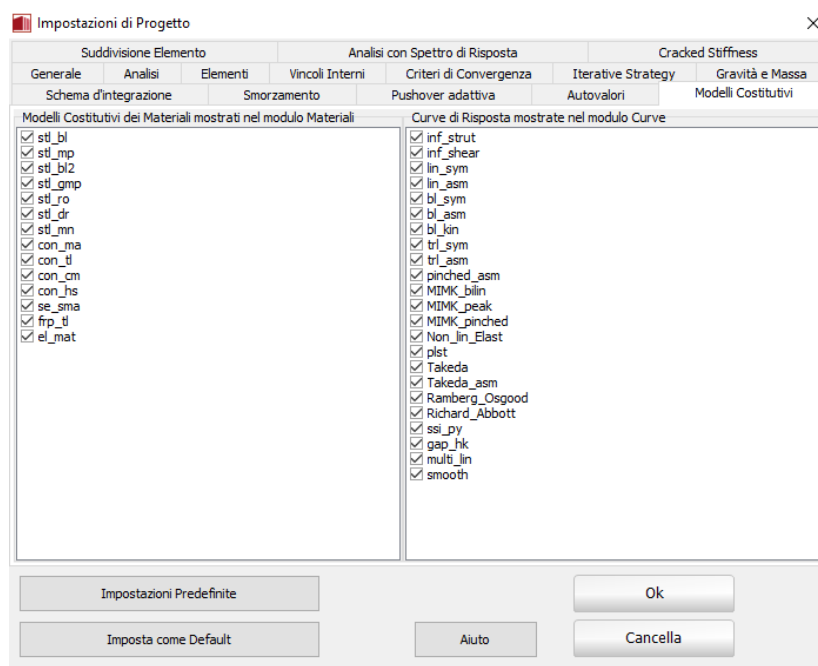 Impostazioni di Progetto
Suddivisione Elemento Analisi con Spettro di Risposta Cracked Stiffness
Generale Analisi Elementi Vincoli Interni Criteri di Convergenza Iterative Strategy Gravità e Massa
Schema d'integrazione Smorzamento Pushover adattiva Autovalori Modelli Costitutivi
Modelli Costitutivi dei Materiali mostrati nel modulo Materiali
stl_bl
stl_mp
stl_bl2
stl_gmp
stl_ro
stl_dr
stl_mn
con_ma
con_tl
con_cm
con_hs
se_sma
frp_tl
el_mat
Curve di Risposta mostrate nel modulo Curve
inf_strut
inf_shear
lin_sym
lin_asm
bl_sym
bl_asm
bl_kin
trl_sym
trl_asm
pinched_asm
MIMK_bilin
MIMK_peak
MIMK_pinched
Non_lin_Elast
plst
Takeda
Takeda_asm
Ramberg_Osgood
Richard_Abbott
ssi_py
gap_hk
multi_lin
smooth
Impostazioni Predefinite Ok
Imposta come Default Aiuto Cancella